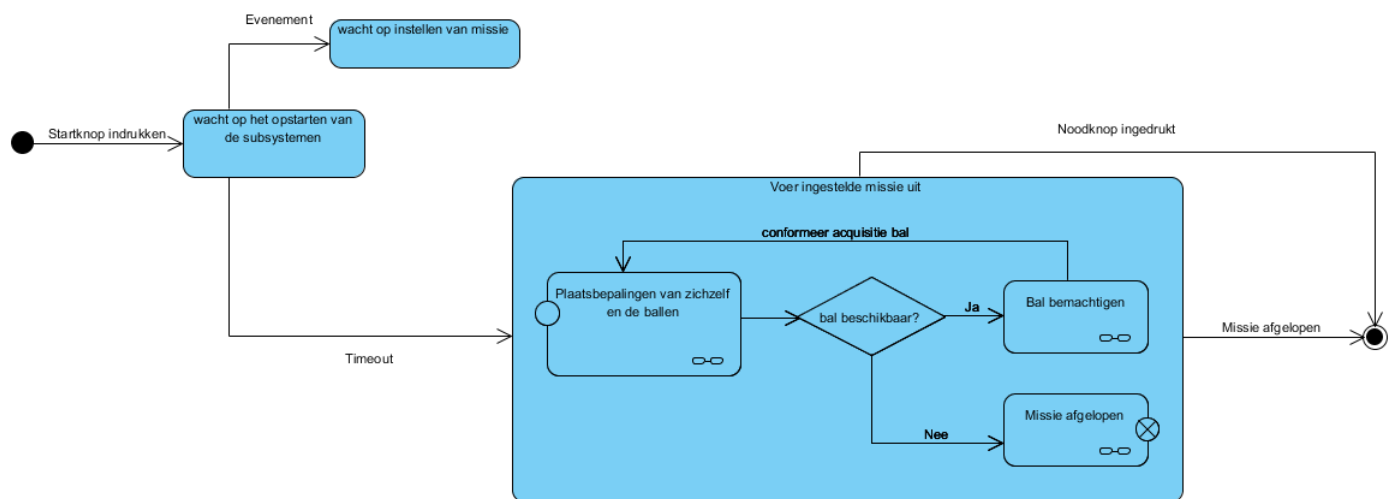 Evenement
wacht op instellen van missie
Startknop indrukken
wacht op het opstarten van
de subsystemen
Noodknop ingedrukt
Voer ingestelde missie uit
conformeer acquisitie bal
Plaatsbepalingen van zichzelf
en de ballen
bal beschikbaar?
Ja
Bal bemachtigen
Missie afgelopen
Timeout
Missie afgelopen
Nee